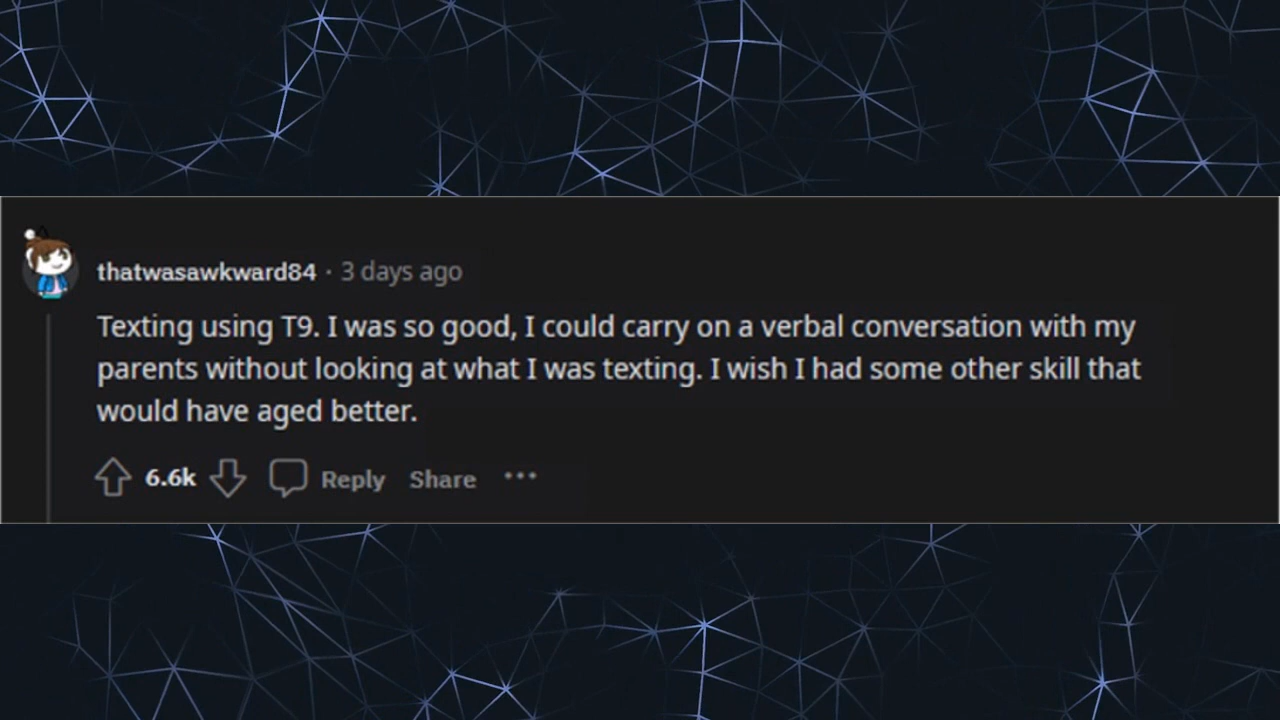 thatwasawkward84 · 3 days ago
Texting using T9. I was so good, I could carry on a verbal conversation with my
parents without looking at what I was texting. I wish I had some other skill that
would have aged better.
6.6k Reply Share ···